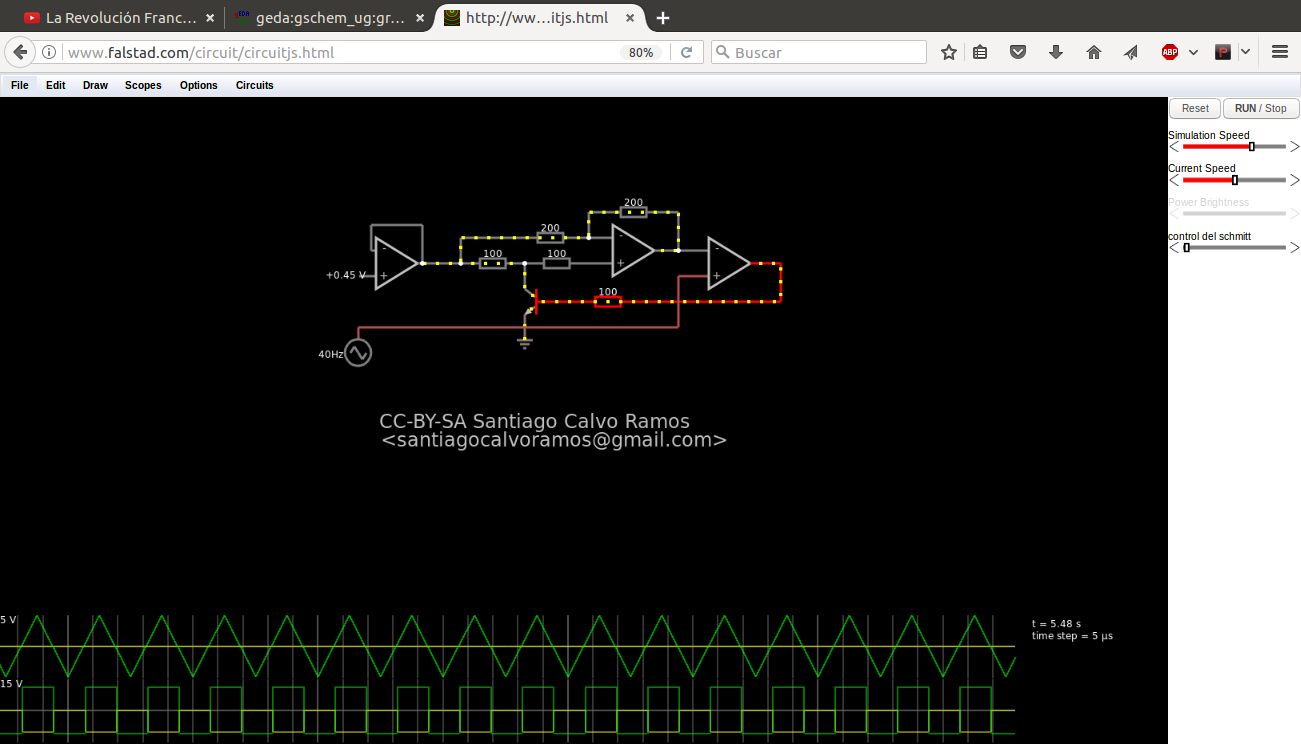 La Revolución Franc...
geda:gschem_ug:gr...
http://ww...itjs.html
www.falstad.com/circuit/circuitjs.html
80%
Buscar
ABP
P
File Edit Draw Scopes Options Circuits
Reset
RUN / Stop
Simulation Speed
Current Speed
Power Brightness
control del schmitt
200
200
100
100
+0.45 V
100
40Hz
CC-BY-SA Santiago Calvo Ramos
<santiagocalvoramos@gmail.com>
5 V
t = 5.48 s
time step = 5 µs
15 V